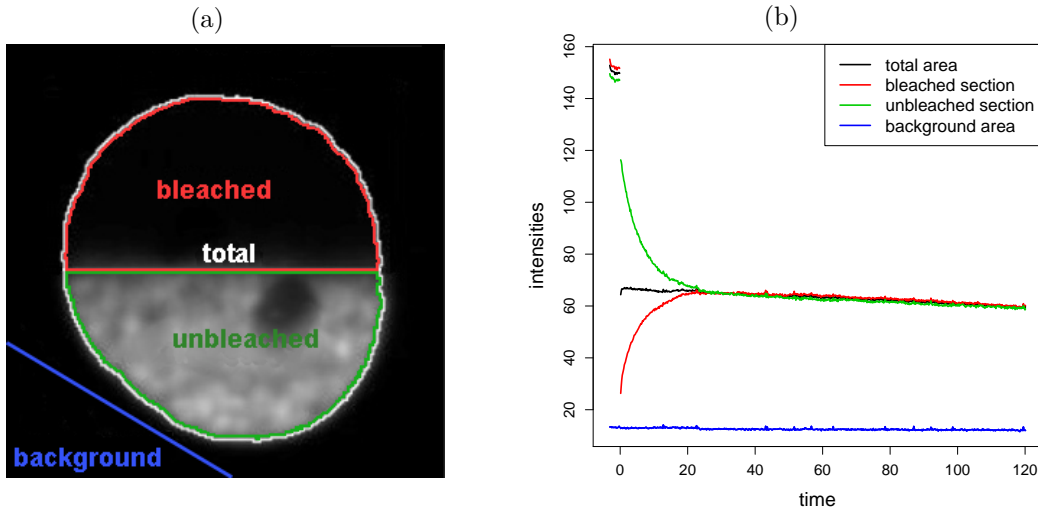 (a)
bleached
total
unbleached
background
(b)
intensities
160
140
120
100
80
60
40
20
total area
bleached section
unbleached section
background area
0 20 40 60 80 100 120
time